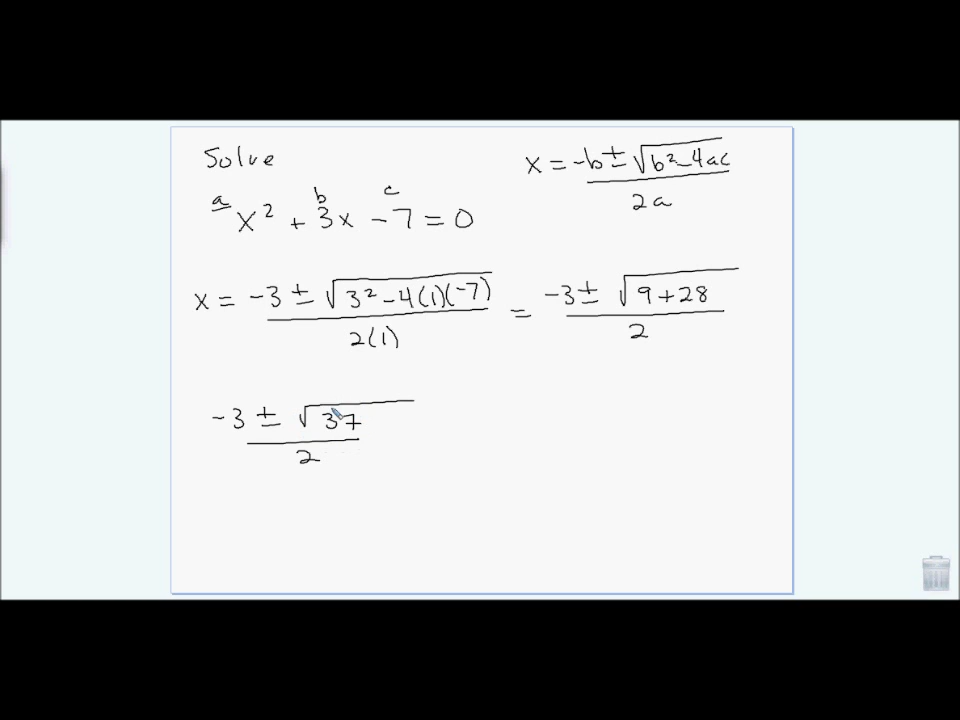 Solve
x = -b ± √b²-4ac / 2a
a b c
x² + 3x - 7 = 0
x = -3 ± √3²-4(1)(-7) / 2(1) = -3 ± √9+28 / 2
-3 ± √37 / 2